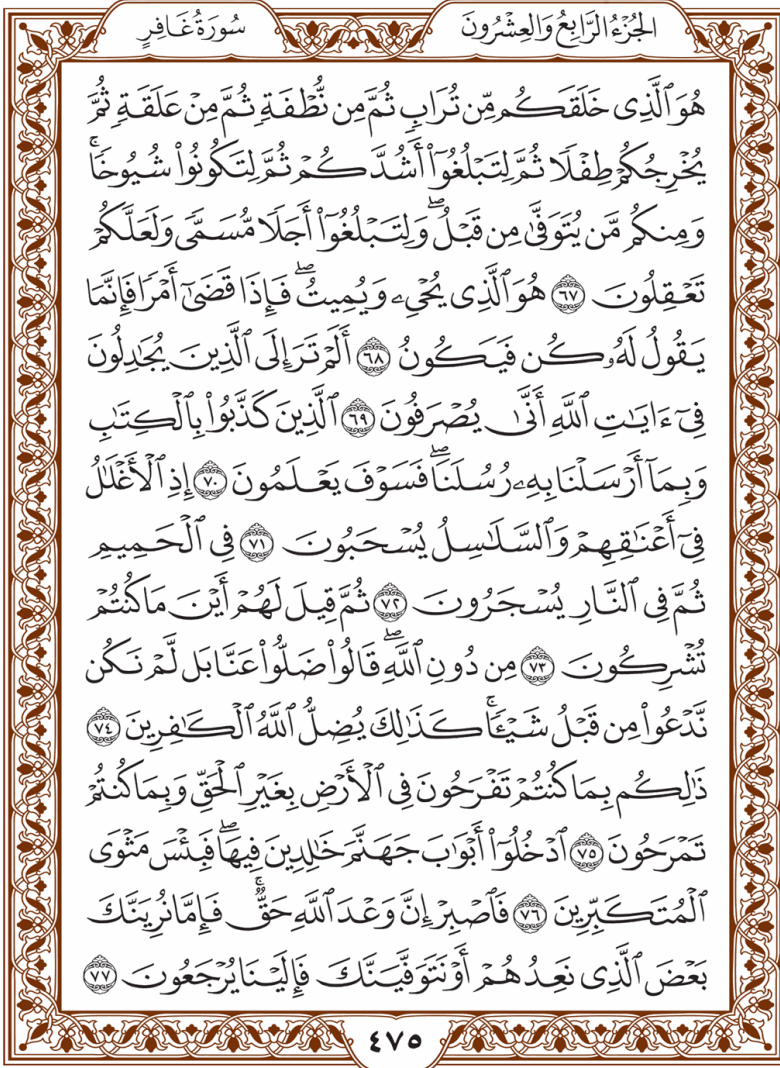 الجُزْءُ الرَّابِعُ وَالعِشْرُونَ
سُورَةُ غَافِرٍ
هُوَ ٱلَّذِى خَلَقَكُم مِّن تُرَابٍ ثُمَّ مِن نُّطْفَةٍ ثُمَّ مِنْ عَلَقَةٍ ثُمَّ
يُخْرِجُكُمْ طِفْلًا ثُمَّ لِتَبْلُغُوٓا۟ أَشُدَّكُمْ ثُمَّ لِتَكُونُوا۟ شُيُوخًاۚ
وَمِنكُم مَّن يُتَوَفَّىٰ مِن قَبْلُۖ وَلِتَبْلُغُوٓا۟ أَجَلًا مُّسَمًّى وَلَعَلَّكُمْ
تَعْقِلُونَ ٦٧ هُوَ ٱلَّذِى يُحْىِۦ وَيُمِيتُۖ فَإِذَا قَضَىٰٓ أَمْرًا فَإِنَّمَا
يَقُولُ لَهُۥ كُن فَيَكُونُ ٦٨ أَلَمْ تَرَ إِلَى ٱلَّذِينَ يُجَٰدِلُونَ
فِىٓ ءَايَٰتِ ٱللَّهِ أَنَّىٰ يُصْرَفُونَ ٦٩ ٱلَّذِينَ كَذَّبُوا۟ بِٱلْكِتَٰبِ
وَبِمَآ أَرْسَلْنَا بِهِۦ رُسُلَنَاۖ فَسَوْفَ يَعْلَمُونَ ٧٠ إِذِ ٱلْأَغْلَٰلُ
فِىٓ أَعْنَٰقِهِمْ وَٱلسَّلَٰسِلُ يُسْحَبُونَ ٧١ فِى ٱلْحَمِيمِ
ثُمَّ فِى ٱلنَّارِ يُسْجَرُونَ ٧٢ ثُمَّ قِيلَ لَهُمْ أَيْنَ مَا كُنتُمْ
تُشْرِكُونَ ٧٣ مِن دُونِ ٱللَّهِۖ قَالُوا۟ ضَلُّوا۟ عَنَّا بَل لَّمْ نَكُن
نَّدْعُوا۟ مِن قَبْلُ شَيْـًٔاۚ كَذَٰلِكَ يُضِلُّ ٱللَّهُ ٱلْكَٰفِرِينَ ٧٤
ذَٰلِكُم بِمَا كُنتُمْ تَفْرَحُونَ فِى ٱلْأَرْضِ بِغَيْرِ ٱلْحَقِّ وَبِمَا كُنتُمْ
تَمْرَحُونَ ٧٥ ٱدْخُلُوٓا۟ أَبْوَٰبَ جَهَنَّمَ خَٰلِدِينَ فِيهَاۖ فَبِئْسَ مَثْوَى
ٱلْمُتَكَبِّرِينَ ٧٦ فَٱصْبِرْ إِنَّ وَعْدَ ٱللَّهِ حَقٌّۚ فَإِمَّا نُرِيَنَّكَ
بَعْضَ ٱلَّذِى نَعِدُهُمْ أَوْ نَتَوَفَّيَنَّكَ فَإِلَيْنَا يُرْجَعُونَ ٧٧
٤٧٥